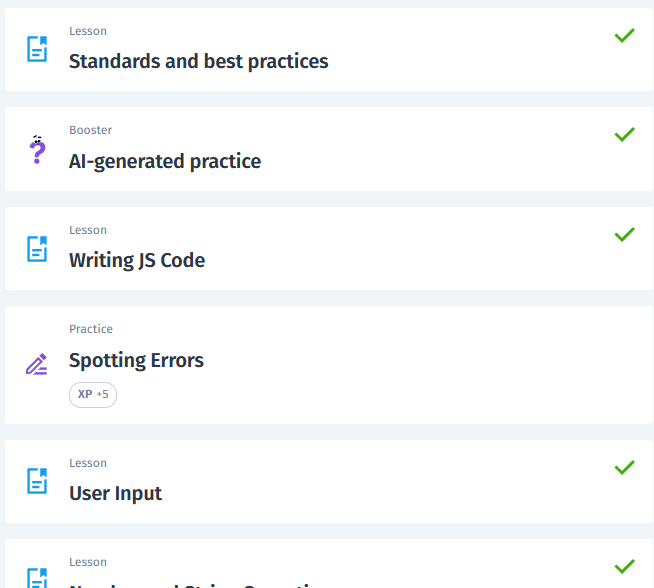 Lesson
Standards and best practices
Booster
AI-generated practice
Lesson
Writing JS Code
Practice
Spotting Errors
XP +5
Lesson
User Input
Lesson